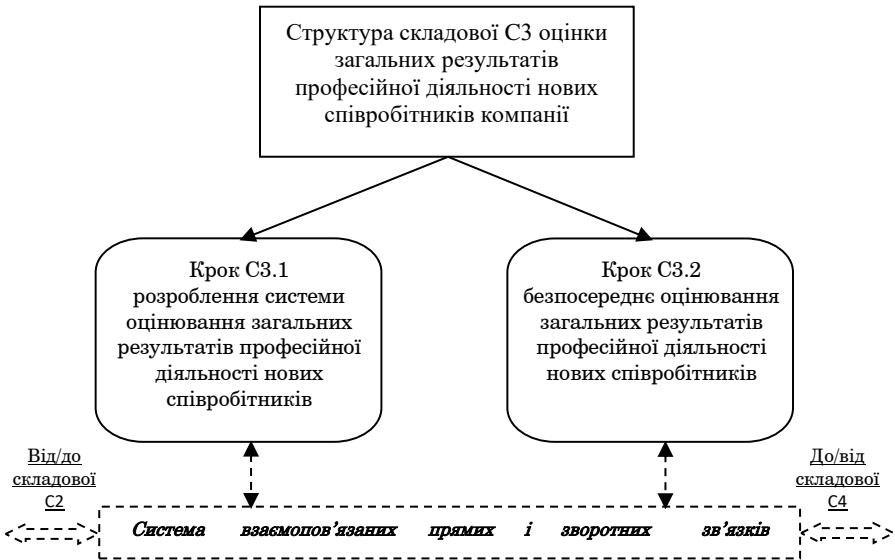 Структура складової С3 оцінки
загальних результатів
професійної діяльності нових
співробітників компанії
Крок С3.1
розроблення системи
оцінювання загальних
результатів професійної
діяльності нових
співробітників
Крок С3.2
безпосереднє оцінювання
загальних результатів
професійної діяльності
нових співробітників
Від/до
складової
С2
До/від
складової
С4
Система взаємопов’язаних прямих і зворотних зв’язків